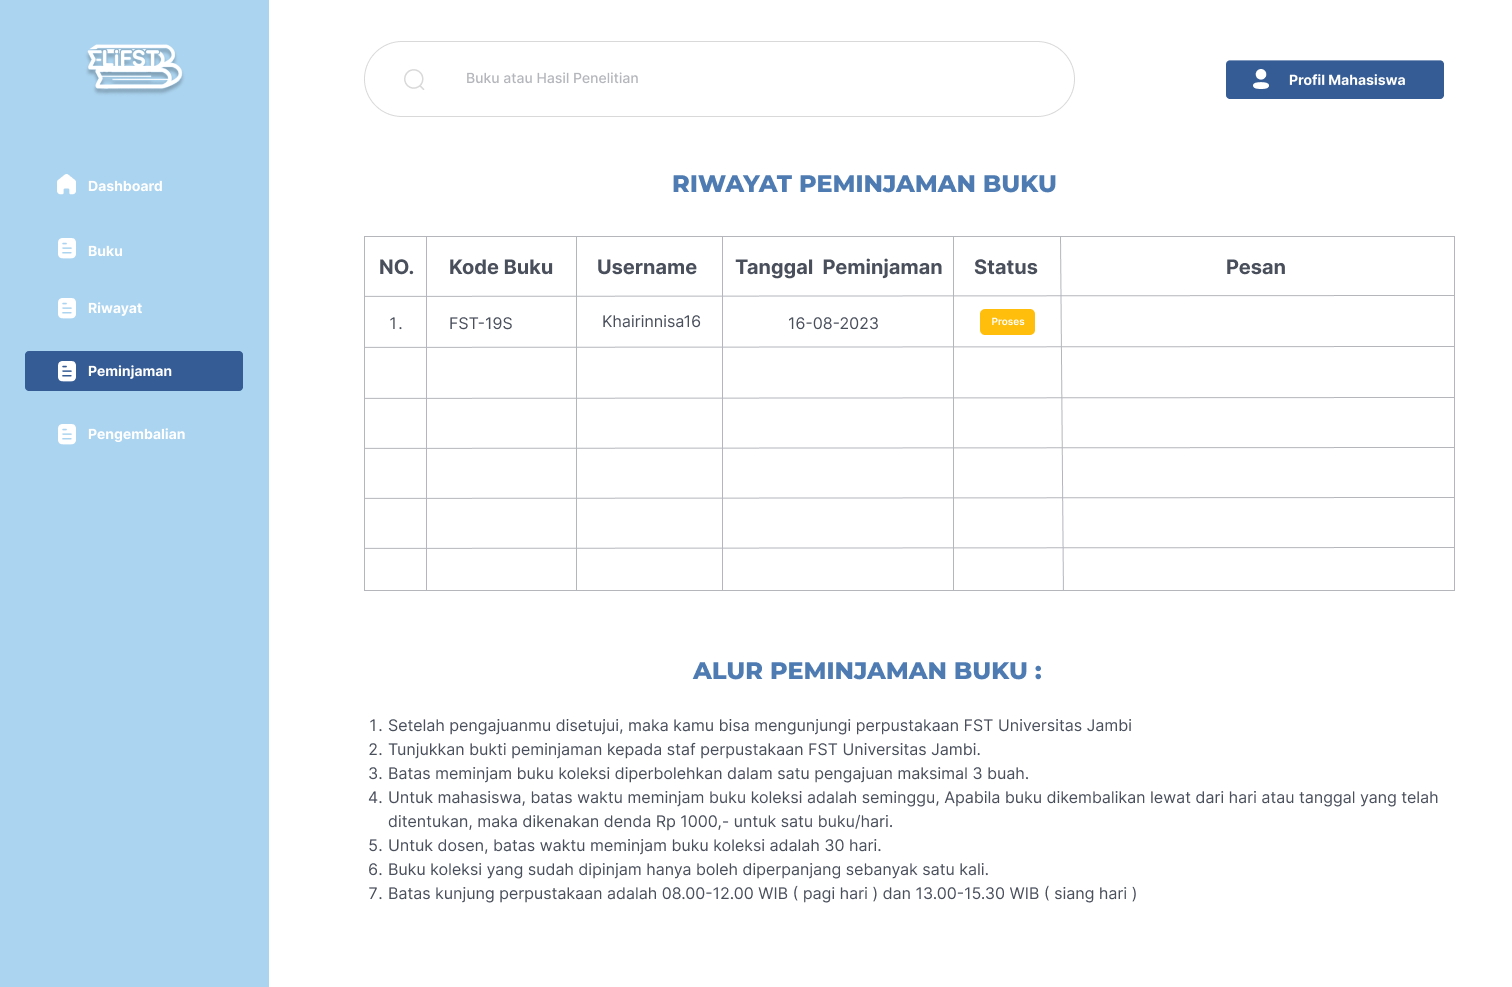 ELIFST
Buku atau Hasil Penelitian
Profil Mahasiswa
Dashboard
Buku
Riwayat
Peminjaman
Pengembalian
RIWAYAT PEMINJAMAN BUKU
NO. Kode Buku Username Tanggal Peminjaman Status Pesan
1. FST-19S Khairinnisa16 16-08-2023 Proses
ALUR PEMINJAMAN BUKU :
1. Setelah pengajuanmu disetujui, maka kamu bisa mengunjungi perpustakaan FST Universitas Jambi
2. Tunjukkan bukti peminjaman kepada staf perpustakaan FST Universitas Jambi.
3. Batas meminjam buku koleksi diperbolehkan dalam satu pengajuan maksimal 3 buah.
4. Untuk mahasiswa, batas waktu meminjam buku koleksi adalah seminggu, Apabila buku dikembalikan lewat dari hari atau tanggal yang telah
ditentukan, maka dikenakan denda Rp 1000,- untuk satu buku/hari.
5. Untuk dosen, batas waktu meminjam buku koleksi adalah 30 hari.
6. Buku koleksi yang sudah dipinjam hanya boleh diperpanjang sebanyak satu kali.
7. Batas kunjung perpustakaan adalah 08.00-12.00 WIB ( pagi hari ) dan 13.00-15.30 WIB ( siang hari )